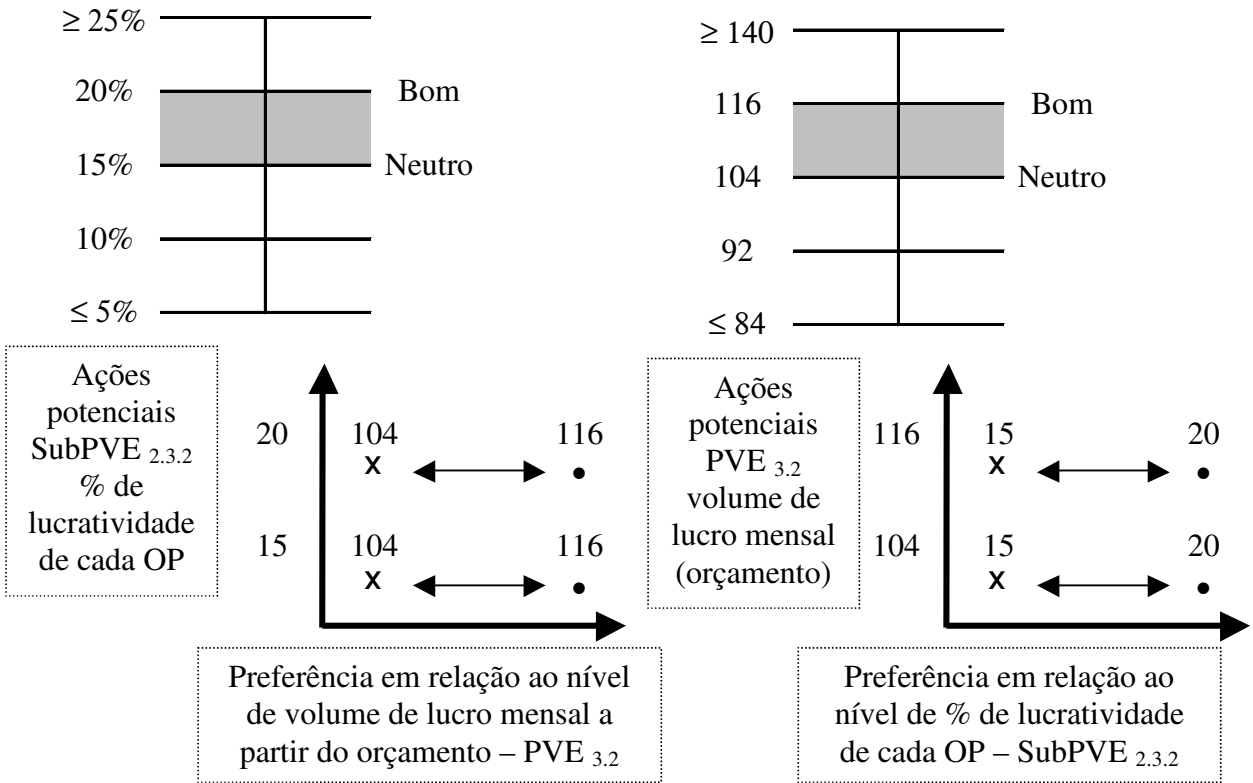 ≥ 25%
20% Bom
15% Neutro
10%
≤ 5%
≥ 140
116 Bom
104 Neutro
92
≤ 84
Ações
potenciais
SubPVE 2.3.2
% de
lucratividade
de cada OP
20 104 116
x •
15 104 116
x •
Preferência em relação ao nível
de volume de lucro mensal a
partir do orçamento – PVE 3.2
Ações
potenciais
PVE 3.2
volume de
lucro mensal
(orçamento)
116 15 20
x •
104 15 20
x •
Preferência em relação ao
nível de % de lucratividade
de cada OP – SubPVE 2.3.2